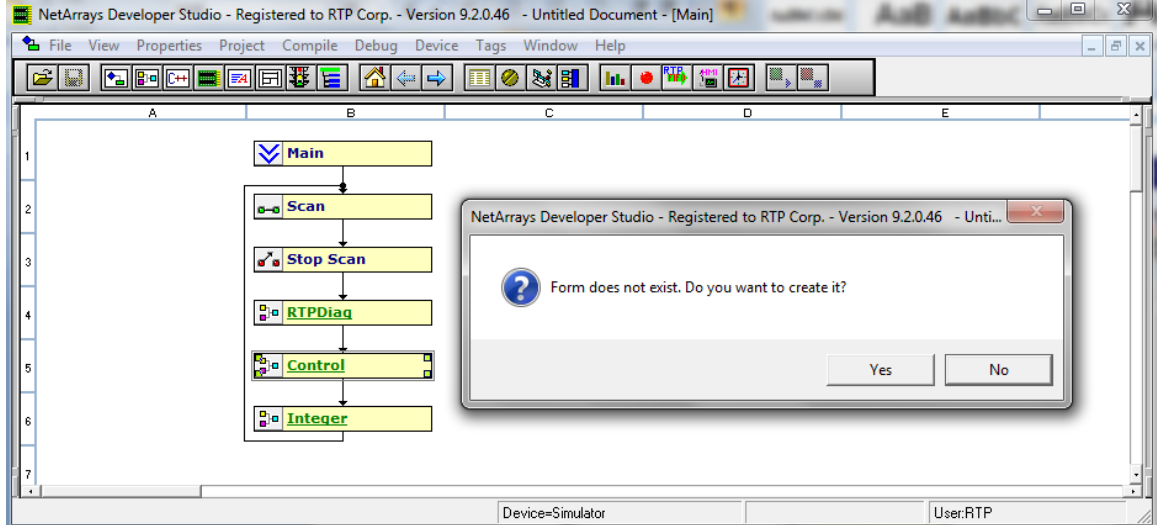 NetArrays Developer Studio - Registered to RTP Corp. - Version 9.2.0.46 - Untitled Document - [Main]
File View Properties Project Compile Debug Device Tags Window Help
RTP HMI
A B C D E
1 Main
2 Scan
3 Stop Scan
4 RTPDiag
5 Control
6 Integer
7
NetArrays Developer Studio - Registered to RTP Corp. - Version 9.2.0.46 - Unti...
Form does not exist. Do you want to create it?
Yes No
Device=Simulator User:RTP